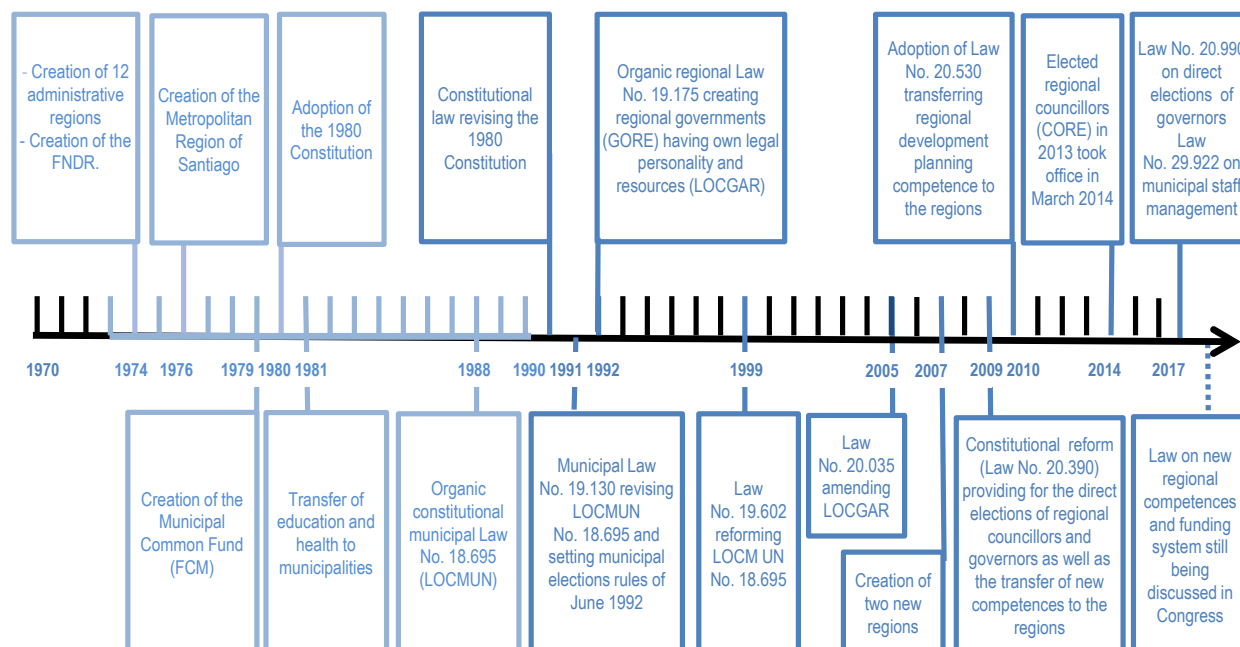 - Creation of 12
administrative
regions
- Creation of the
FNDR.
Creation of the
Metropolitan
Region of
Santiago
Adoption of
the 1980
Constitution
Constitutional
law revising the
1980
Constitution
Organic regional Law
No. 19.175 creating
regional governments
(GORE) having own legal
personality and
resources (LOCGAR)
Adoption of Law
No. 20.530
transferring
regional
development
planning
competence to
the regions
Elected
regional
councillors
(CORE) in
2013 took
office in
March 2014
Law No. 20.990
on direct
elections of
governors
Law
No. 29.922 on
municipal staff
management
1970
1974
1976
1979
1980
1981
1988
1990
1991
1992
1999
2005
2007
2009
2010
2014
2017
Creation of the
Municipal
Common Fund
(FCM)
Transfer of
education and
health to
municipalities
Organic
constitutional
municipal Law
No. 18.695
(LOCMUN)
Municipal Law
No. 19.130 revising
LOCMUN
No. 18.695 and
setting municipal
elections rules of
June 1992
Law
No. 19.602
reforming
LOCM UN
No. 18.695
Law
No. 20.035
amending
LOCGAR
Creation of
two new
regions
Constitutional reform
(Law No. 20.390)
providing for the direct
elections of regional
councillors and
governors as well as
the transfer of new
competences to the
regions
Law on new
regional
competences
and funding
system still
being
discussed in
Congress